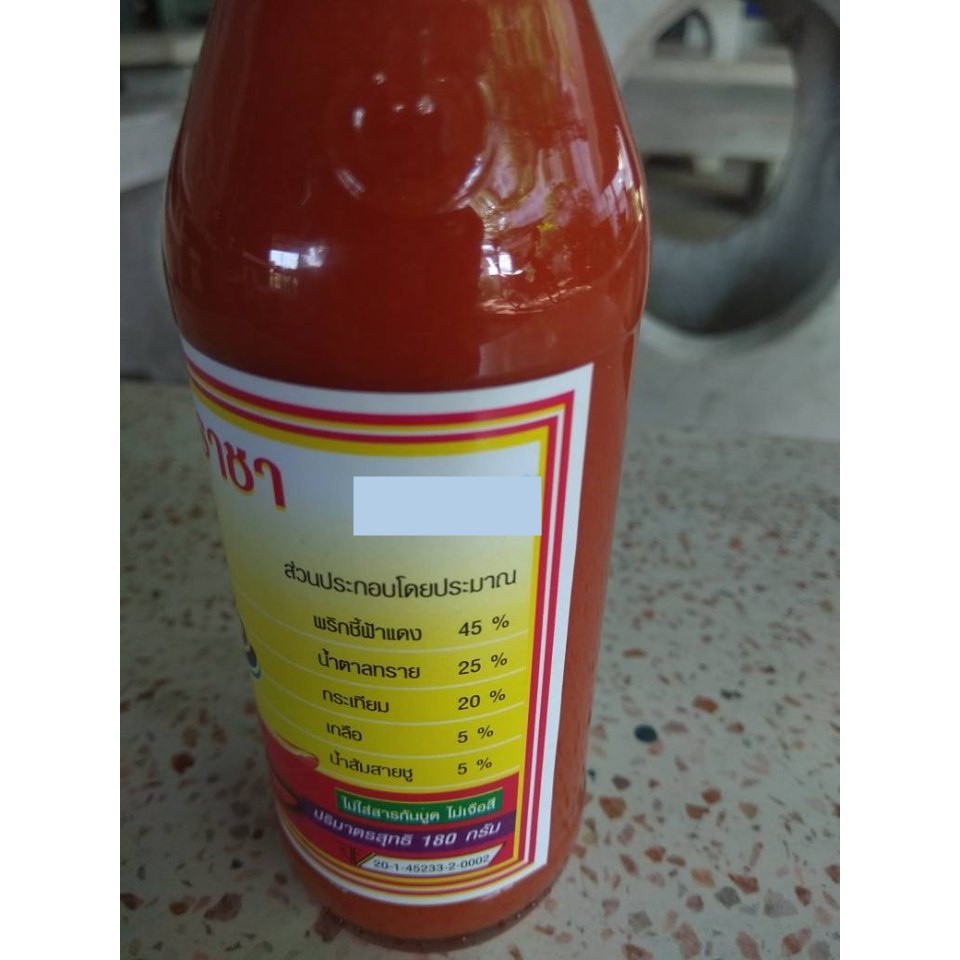 ส่วนประกอบโดยประมาณ
พริกชี้ฟ้าแดง 45 %
น้ำตาลทราย 25 %
กระเทียม 20 %
เกลือ 5 %
น้ำส้มสายชู 5 %
ไม่ใส่สารกันบูด ไม่เจือสี
ปริมาตรสุทธิ 180 กรัม
20-1-45233-2-0002